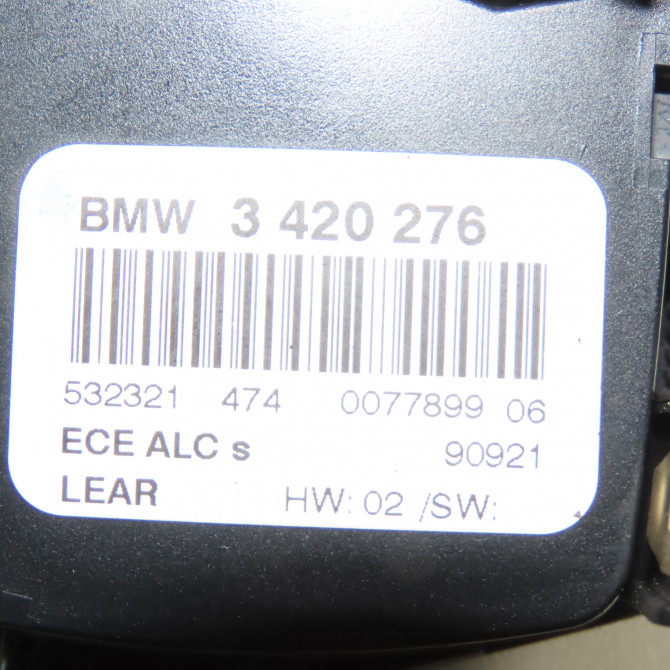 BMW 3 420 276
532321 474 0077899 06
ECE ALC s 90921
LEAR HW: 02 /SW: